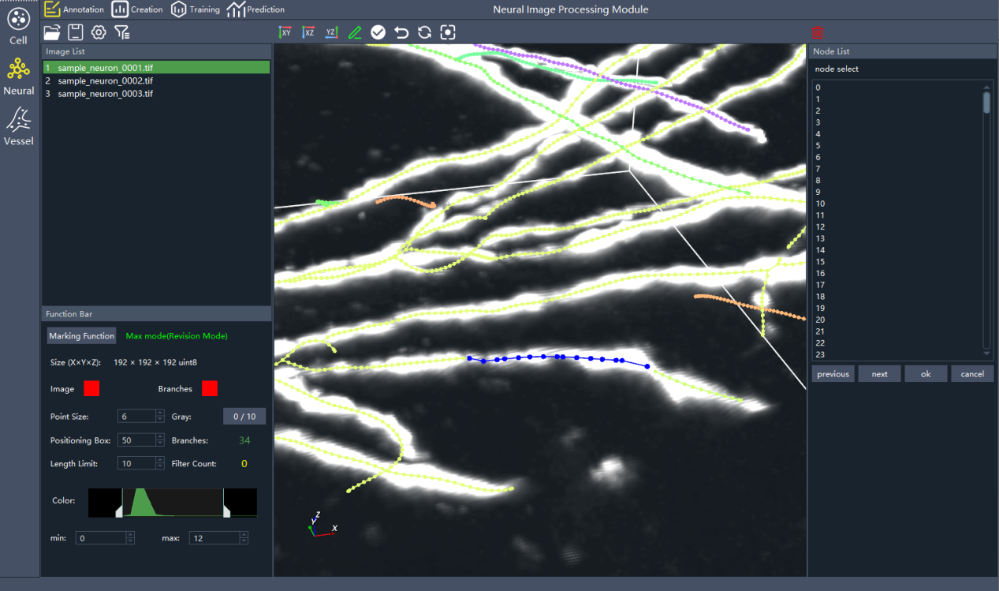 Annotation Creation Training Prediction Neural Image Processing Module
Cell
Neural
Vessel
XY XZ YZ
Image List
1 sample_neuron_0001.tif
2 sample_neuron_0002.tif
3 sample_neuron_0003.tif
Function Bar
Marking Function Max mode(Revision Mode)
Size (X×Y×Z): 192 × 192 × 192 uint8
Image Branches
Point Size: 6 Gray: 0 / 10
Positioning Box: 50 Branches: 34
Length Limit: 10 Filter Count: 0
Color:
min: 0 max: 12
Z
Y
X
Node List
node select
0
1
2
3
4
5
6
7
8
9
10
11
12
13
14
15
16
17
18
19
20
21
22
23
previous next ok cancel